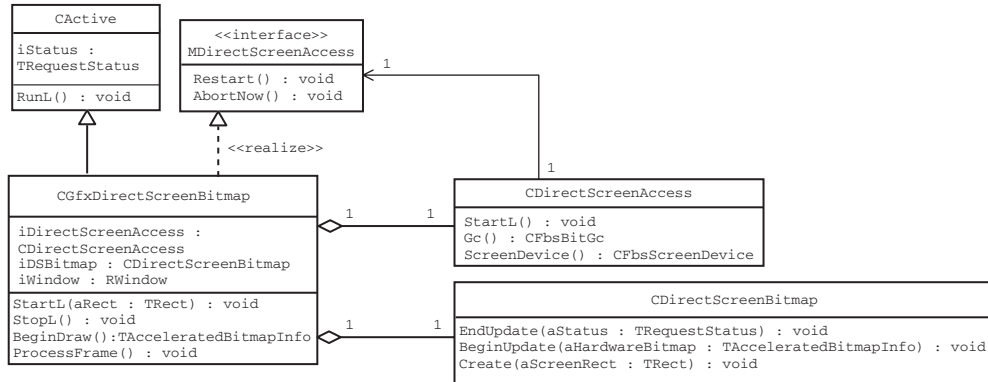 CActive
iStatus :
TRequestStatus
RunL() : void
<<interface>>
MDirectScreenAccess
Restart() : void
AbortNow() : void
1
<<realize>>
1
CGfxDirectScreenBitmap
iDirectScreenAccess :
CDirectScreenAccess
iDSBitmap : CDirectScreenBitmap
iWindow : RWindow
StartL(aRect : TRect) : void
StopL() : void
BeginDraw():TAcceleratedBitmapInfo
ProcessFrame() : void
1
1
CDirectScreenAccess
StartL() : void
Gc() : CFbsBitGc
ScreenDevice() : CFbsScreenDevice
1
1
CDirectScreenBitmap
EndUpdate(aStatus : TRequestStatus) : void
BeginUpdate(aHardwareBitmap : TAcceleratedBitmapInfo) : void
Create(aScreenRect : TRect) : void